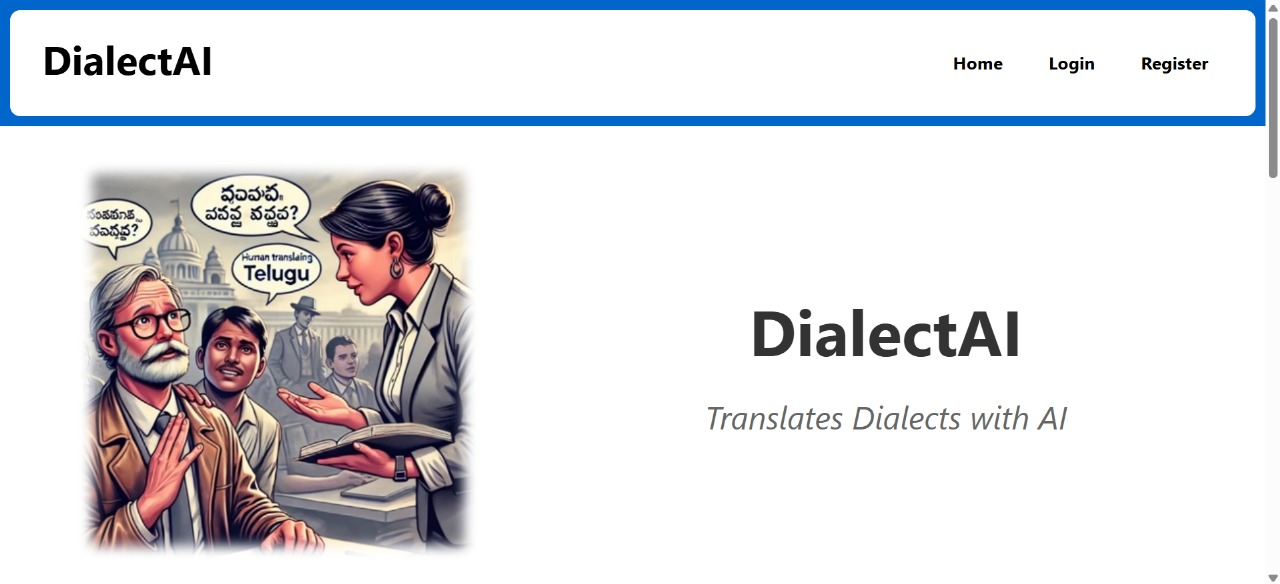 DialectAI
Home Login Register
Human translaing
Telugu
DialectAI
Translates Dialects with AI